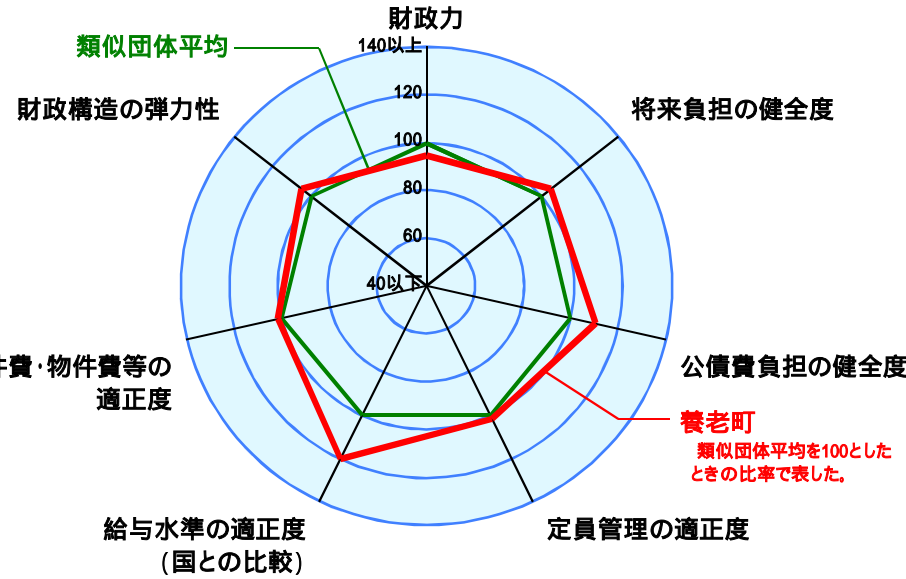 財政力
140以上
類似団体平均
120
財政構造の弾力性
将来負担の健全度
100
80
60
40以下
件費・物件費等の
適正度
公債費負担の健全度
養老町
類似団体平均を100とした
ときの比率で表した。
給与水準の適正度
(国との比較)
定員管理の適正度